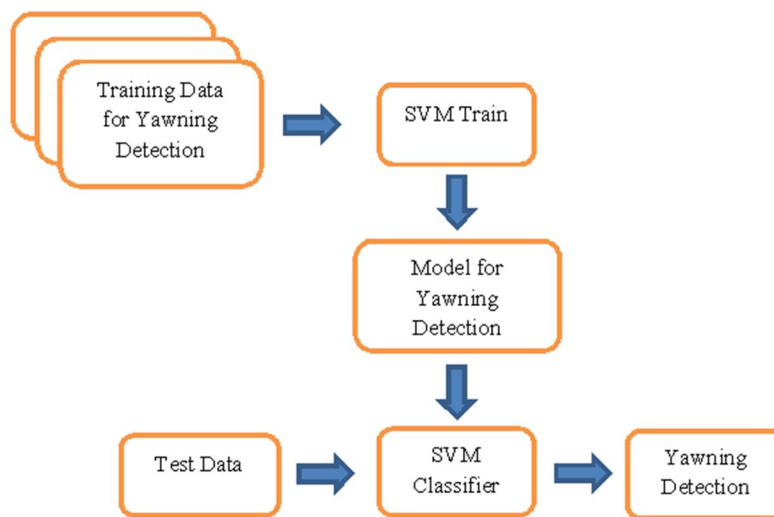 Training Data
for Yawning
Detection
SVM Train
Model for
Yawning
Detection
Test Data
SVM
Classifier
Yawning
Detection